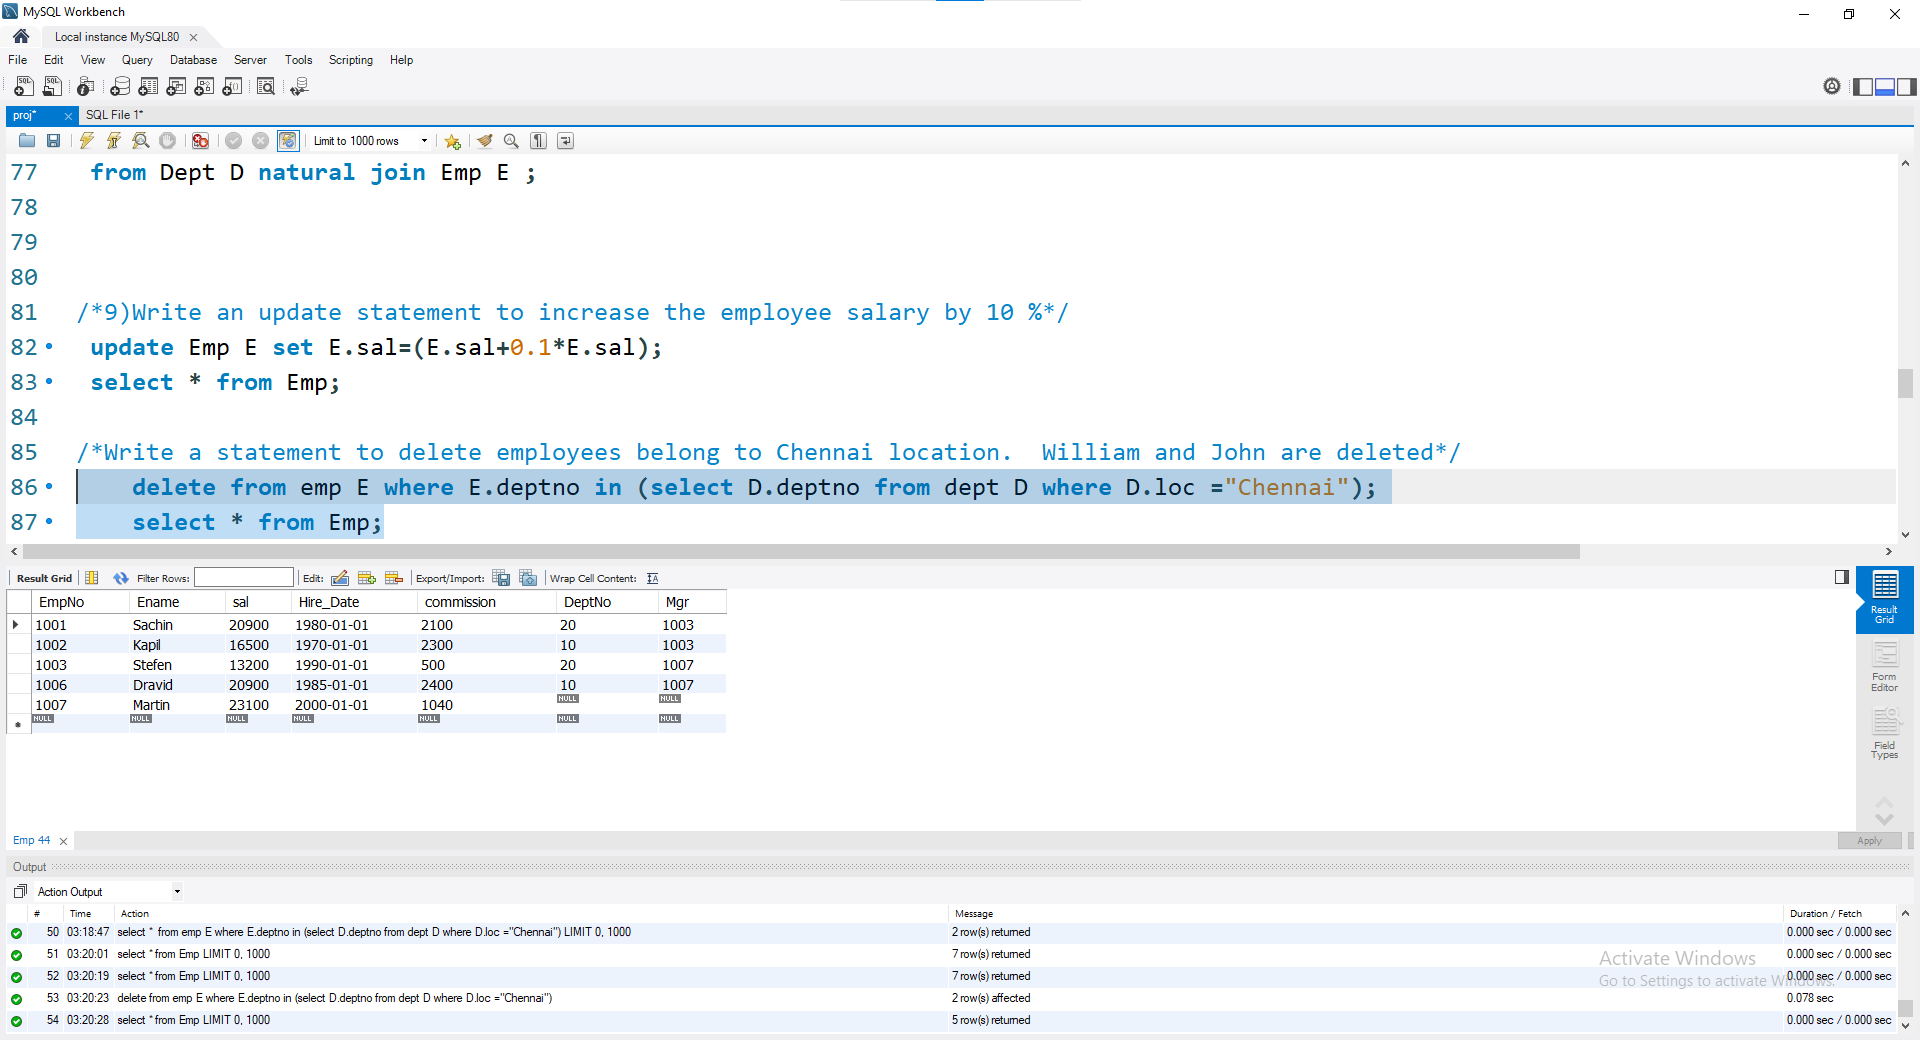 MySQL Workbench
Local instance MySQL80
File Edit View Query Database Server Tools Scripting Help
proj* SQL File 1*
Limit to 1000 rows
77 from Dept D natural join Emp E ;
78
79
80
81 /*9)Write an update statement to increase the employee salary by 10 %*/
82 update Emp E set E.sal=(E.sal+0.1*E.sal);
83 select * from Emp;
84
85 /*Write a statement to delete employees belong to Chennai location.  William and John are deleted*/
86 delete from emp E where E.deptno in (select D.deptno from dept D where D.loc ="Chennai");
87 select * from Emp;
Result Grid Filter Rows: Edit: Export/Import: Wrap Cell Content:
EmpNo Ename sal Hire_Date commission DeptNo Mgr
1001 Sachin 20900 1980-01-01 2100 20 1003
1002 Kapil 16500 1970-01-01 2300 10 1003
1003 Stefen 13200 1990-01-01 500 20 1007
1006 Dravid 20900 1985-01-01 2400 10 1007
1007 Martin 23100 2000-01-01 1040 NULL NULL
NULL NULL NULL NULL NULL NULL NULL
Result
Grid
Form
Editor
Field
Types
Emp 44
Apply
Output
Action Output
# Time Action Message Duration / Fetch
50 03:18:47 select * from emp E where E.deptno in (select D.deptno from dept D where D.loc ="Chennai") LIMIT 0, 1000 2 row(s) returned 0.000 sec / 0.000 sec
51 03:20:01 select * from Emp LIMIT 0, 1000 7 row(s) returned 0.000 sec / 0.000 sec
52 03:20:19 select * from Emp LIMIT 0, 1000 7 row(s) returned 0.000 sec / 0.000 sec
53 03:20:23 delete from emp E where E.deptno in (select D.deptno from dept D where D.loc ="Chennai") 2 row(s) affected 0.078 sec
54 03:20:28 select * from Emp LIMIT 0, 1000 5 row(s) returned 0.000 sec / 0.000 sec
Activate Windows
Go to Settings to activate Windows.